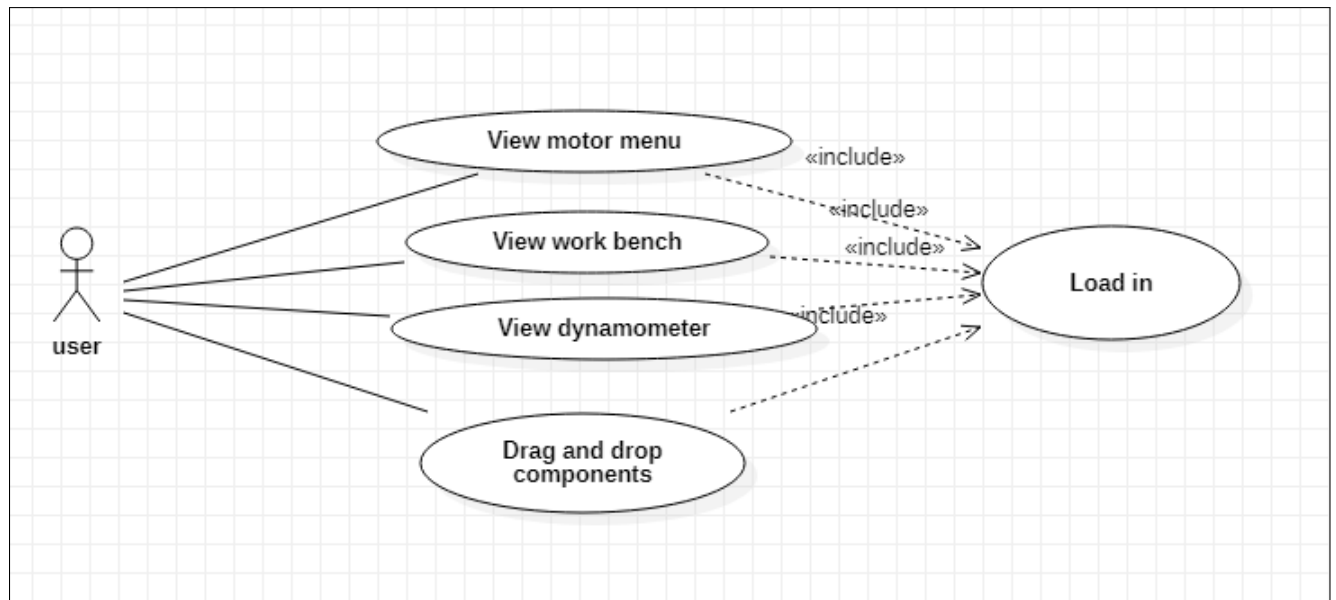 View motor menu
«include»
«include»
View work bench
«include»
Load in
View dynamometer
«include»
user
Drag and drop
components